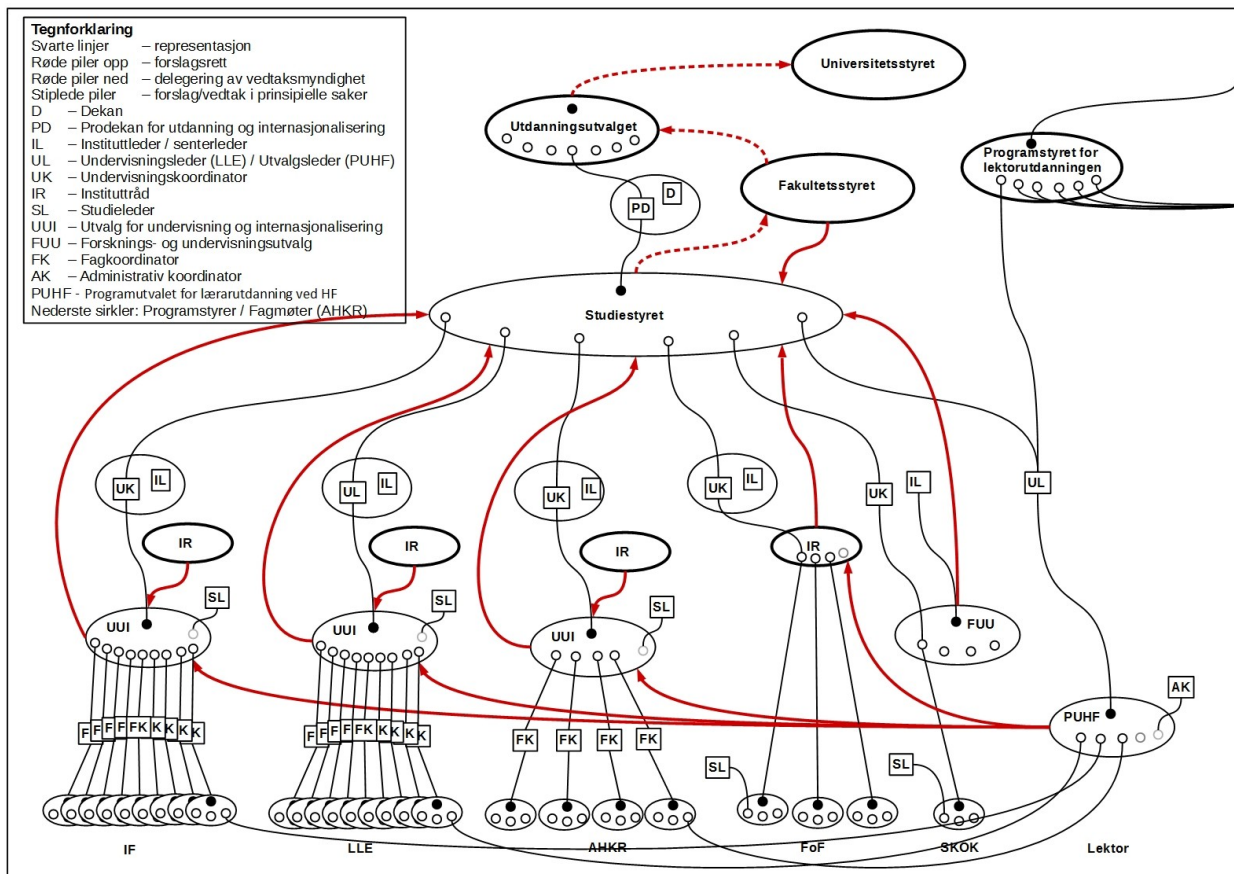 Tegnforklaring
Svarte linjer – representasjon
Røde piler opp – forslagsrett
Røde piler ned – delegering av vedtaksmyndighet
Stiplede piler – forslag/vedtak i prinsipielle saker
D – Dekan
PD – Prodekan for utdanning og internasjonalisering
IL – Instituttleder / senterleder
UL – Undervisningsleder (LLE) / Utvalgsleder (PUHF)
UK – Undervisningskoordinator
IR – Instituttråd
SL – Studieleder
UUI – Utvalg for undervisning og internasjonalisering
FUU – Forsknings- og undervisningsutvalg
FK – Fagkoordinator
AK – Administrativ koordinator
PUHF - Programutvalet for lærarutdanning ved HF
Nederste sirkler: Programstyrer / Fagmøter (AHKR)
Universitetsstyret
Utdanningsutvalget
Programstyret for
lektorutdanningen
Fakultetsstyret
D
PD
Studiestyret
UK IL
UL IL
UK IL
UK IL
UK
IL
UL
IR
IR
IR
IR
SL
SL
SL
UUI
UUI
UUI
FUU
AK
PUHF
F F F F FK K K K K
F F F F FK K K K K
FK FK FK FK
SL
SL
IF
LLE
AHKR
FoF
SKOK
Lektor